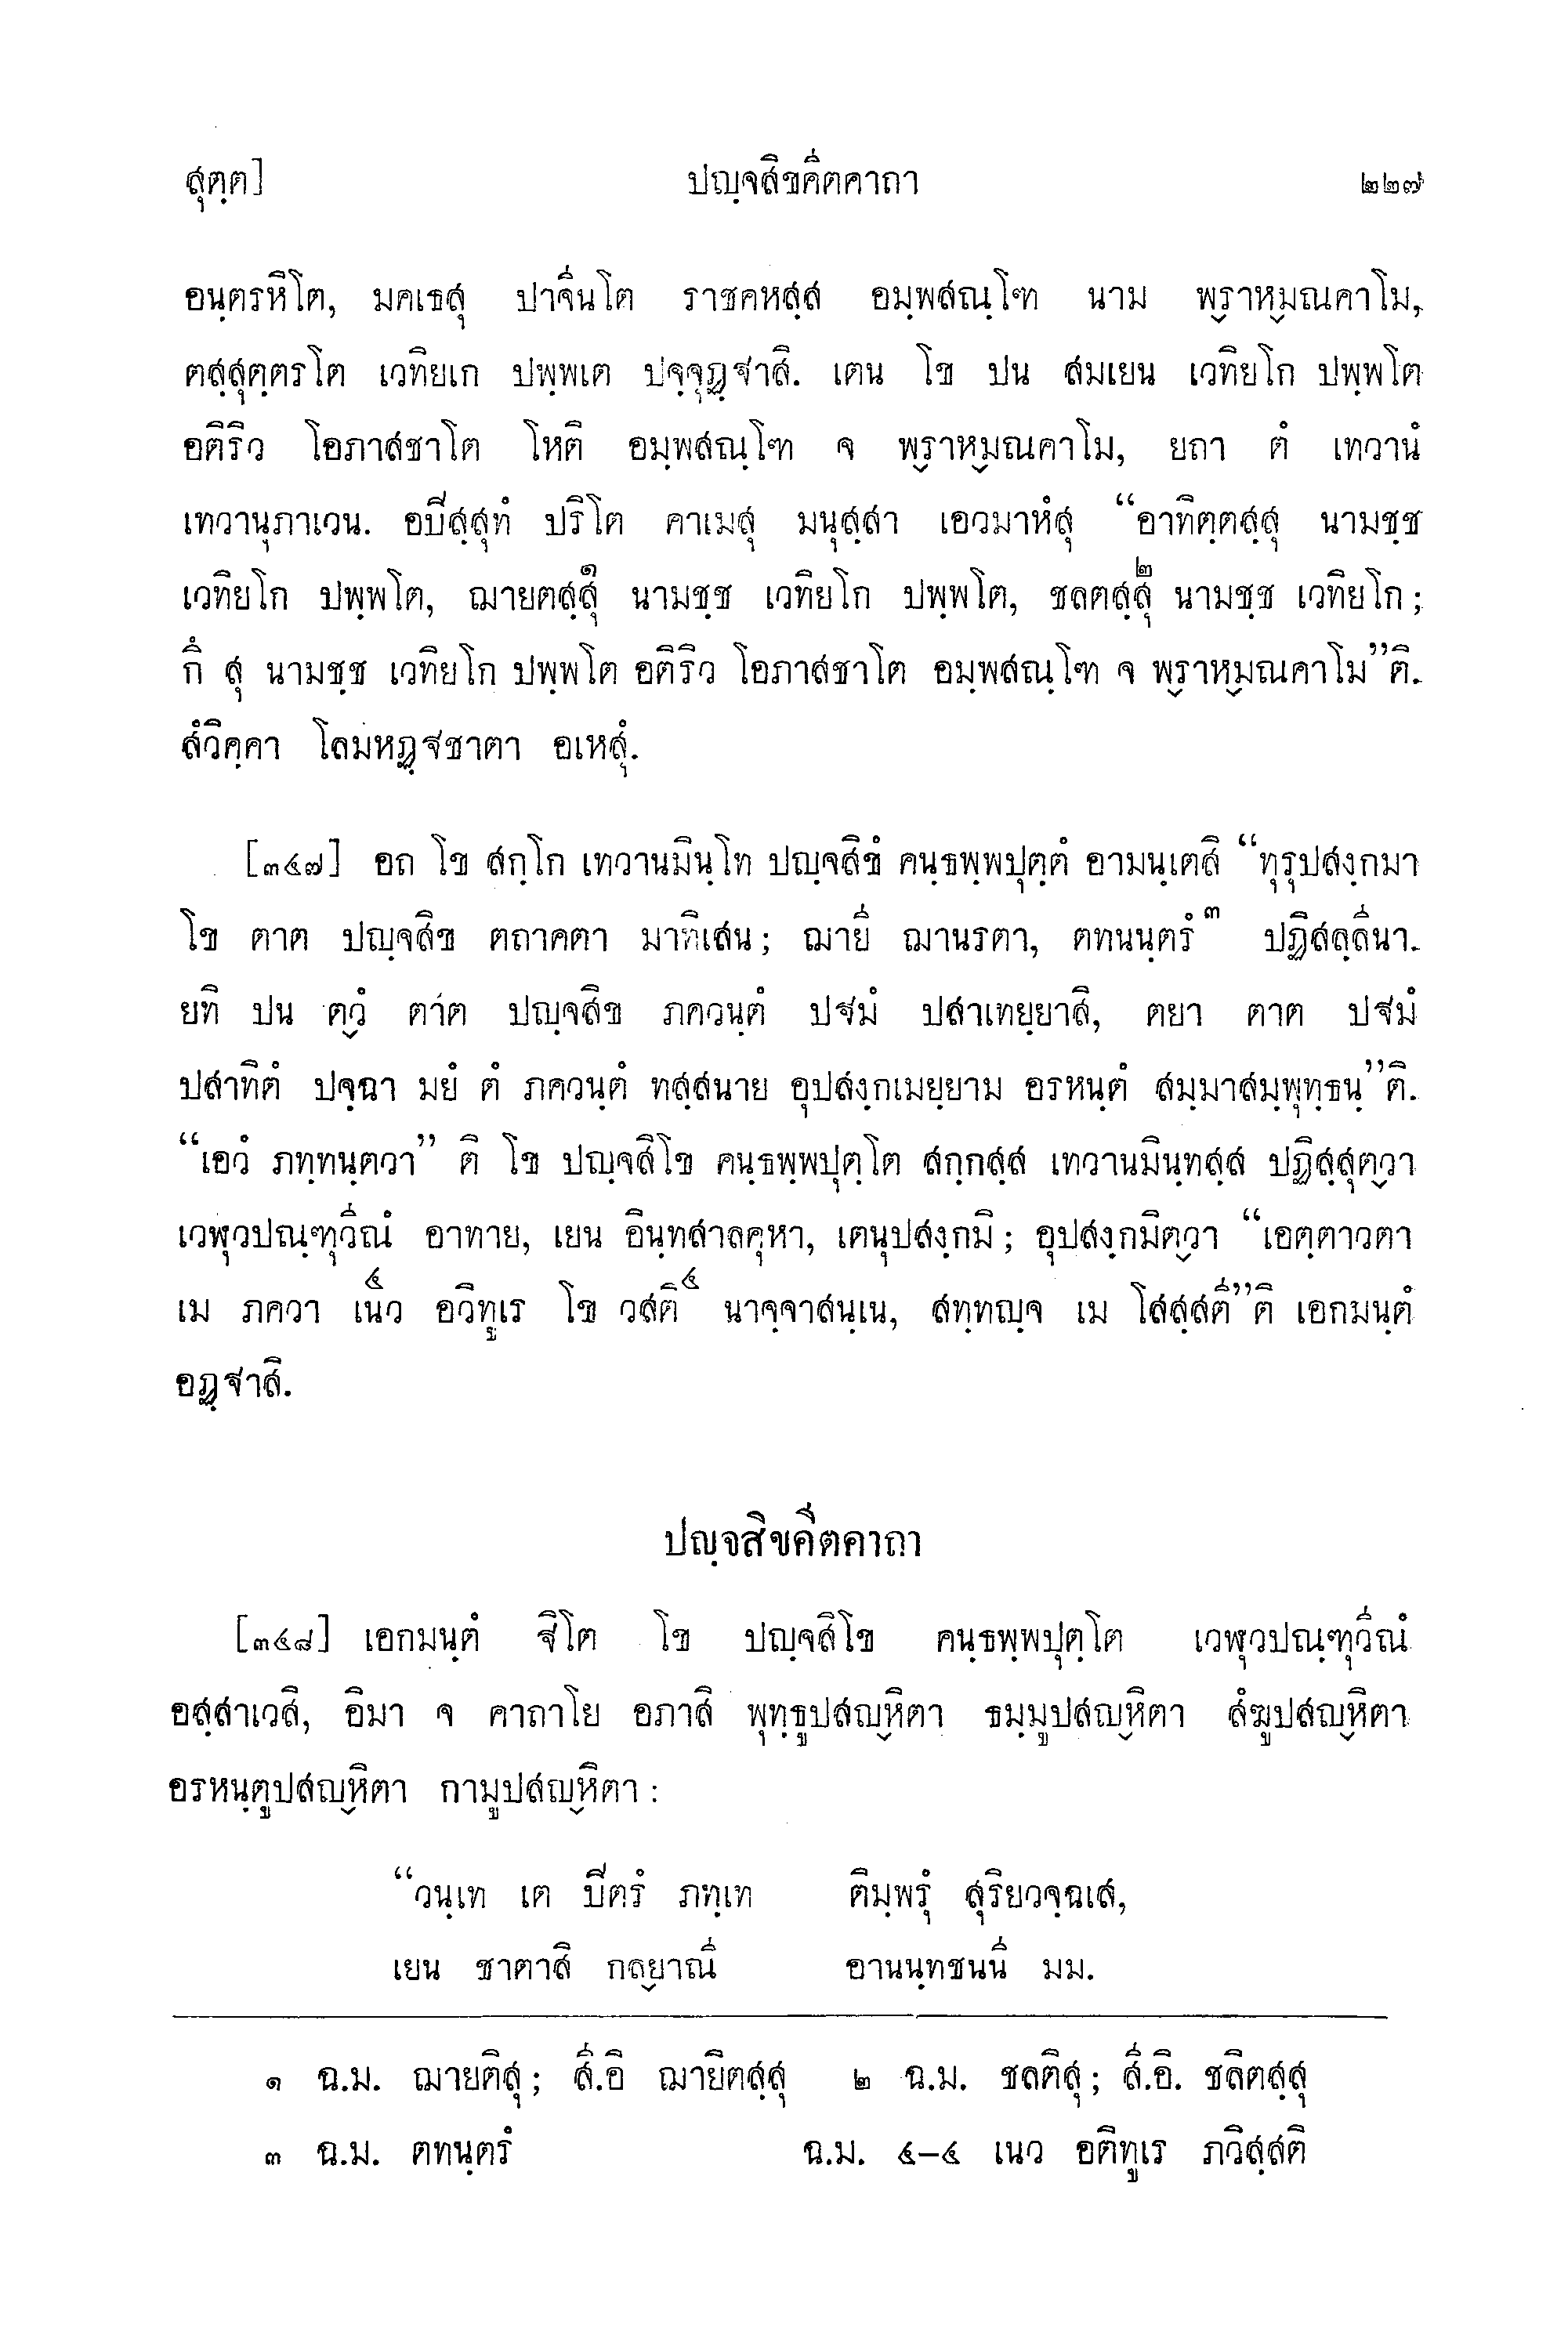 สุตฺต] ปญฺจสิขคีตคาถา ๒๒๗
อนฺตรหิโต, มคเธสุ ปาจีนโต ราชคหสฺส อมฺพสณฺโฑ นาม พฺราหฺมณคาโม,
ตสฺสุตฺตรโต เวทิยเก ปพฺพเต ปจฺจุฏฺฐาสิ. เตน โข ปน สมเยน เวทิยโก ปพฺพโต
อติริว โอภาสชาโต โหติ อมฺพสณฺโฑ จ พฺราหฺมณคาโม, ยถา ตํ เทวานํ
เทวานุภาเวน. อปีสฺสุทํ ปริโต คาเมสุ มนุสฺสา เอวมาหํสุ “อาทิตฺตสฺสุ นามชฺช
เวทิยโก ปพฺพโต, ฌายตสฺสุ๑ นามชฺช เวทิยโก ปพฺพโต, ชลตสฺสุ๒ นามชฺช เวทิยโก;
กึ สุ นามชฺช เวทิยโก ปพฺพโต อติริว โอภาสชาโต อมฺพสณฺโฑ จ พฺราหฺมณคาโม”ติ.
สํวิคฺคา โลมหฏฺฐชาตา อเหสุํ.
[๓๔๗] อถ โข สกฺโก เทวานมินฺโท ปญฺจสิขํ คนฺธพฺพปุตฺตํ อามนฺเตสิ “ทุรุปสงฺกมา
โข ตาต ปญฺจสิข ตถาคตา มาทิเสน; ฌายี ฌานรตา, ตทนนฺตรํ๓ ปฏิสลฺลีนา.
ยทิ ปน ตฺวํ ตาต ปญฺจสิข ภควนฺตํ ปฐมํ ปสาเทยฺยาสิ, ตยา ตาต ปฐมํ
ปสาทิตํ ปจฺฉา มยํ ตํ ภควนฺตํ ทสฺสนาย อุปสงฺกเมยฺยาม อรหนฺตํ สมฺมาสมฺพุทฺธนฺ”ติ.
“เอวํ ภทฺทนฺตวา” ติ โข ปญฺจสิโข คนฺธพฺพปุตฺโต สกฺกสฺส เทวานมินฺทสฺส ปฏิสฺสุตฺวา
เวฬุวปณฺฑุวีณํ อาทาย, เยน อินฺทสาลคุหา, เตนุปสงฺกมิ; อุปสงฺกมิตฺวา “เอตฺตาวตา
เม ภควา เน๔ว อวิทูเร โข วสติ๔ นาจฺจาสนฺเน, สทฺทญฺจ เม โสสฺสตี”ติ เอกมนฺตํ
อฏฺฐาสิ.
ปญฺจสิขคีตคาถา
[๓๔๘] เอกมนฺตํ ฐิโต โข ปญฺจสิโข คนฺธพฺพปุตฺโต เวฬุวปณฺฑุวีณํ
อสฺสาเวสิ, อิมา จ คาถาโย อภาสิ พุทฺธูปสญฺหิตา ธมฺมูปสญฺหิตา สํฆูปสญฺหิตา
อรหนฺตูปสญฺหิตา กามูปสญฺหิตา :
“วนฺเท เต ปีตรํ ภทฺเท ติมฺพรุํ สุริยวจฺฉเส,
เยน ชาตาสิ กลฺยาณี อานนฺทชนนี มม.
๑ ฉ.ม. ฌายติสุ; สี.อิ ฌายิตสฺสุ ๒ ฉ.ม. ชลติสุ; สี.อิ. ชลิตสฺสุ
๓ ฉ.ม. ตทนฺตรํ ฉ.ม. ๔–๔ เนว อติทูเร ภวิสฺสติ